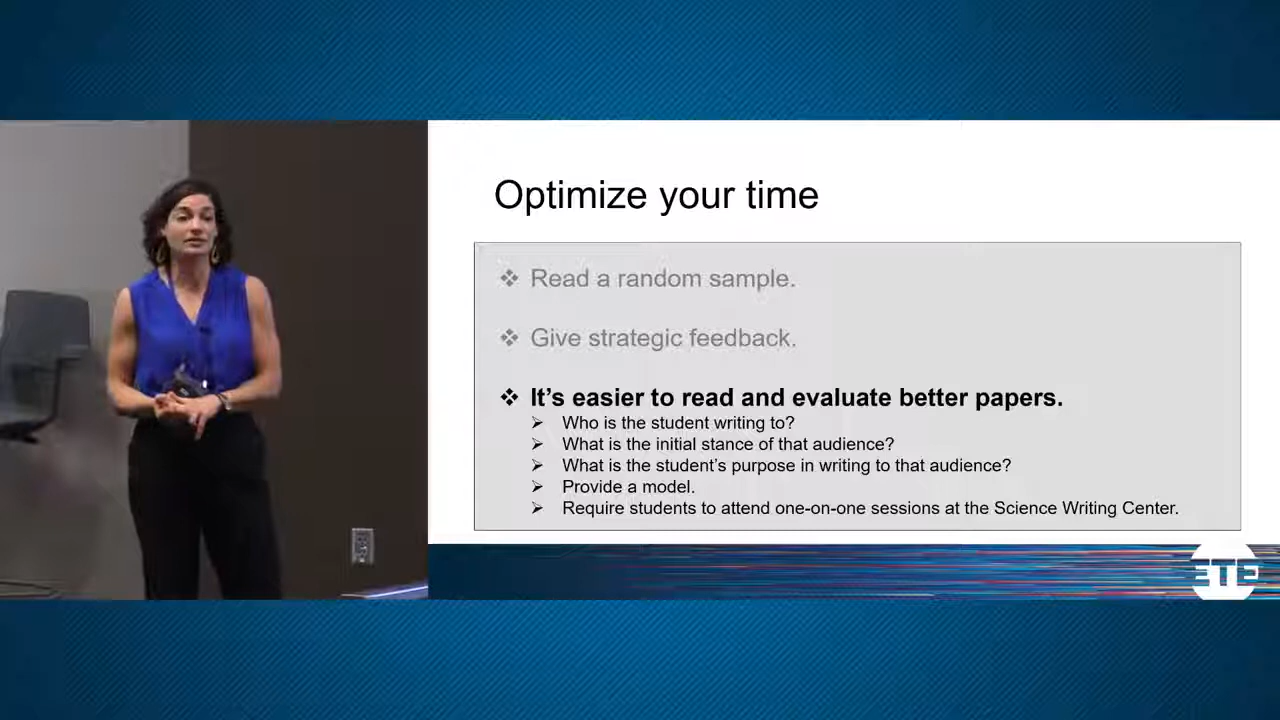 Optimize your time
❖ Read a random sample.
❖ Give strategic feedback.
❖ It's easier to read and evaluate better papers.
➢ Who is the student writing to?
➢ What is the initial stance of that audience?
➢ What is the student's purpose in writing to that audience?
➢ Provide a model.
➢ Require students to attend one-on-one sessions at the Science Writing Center.